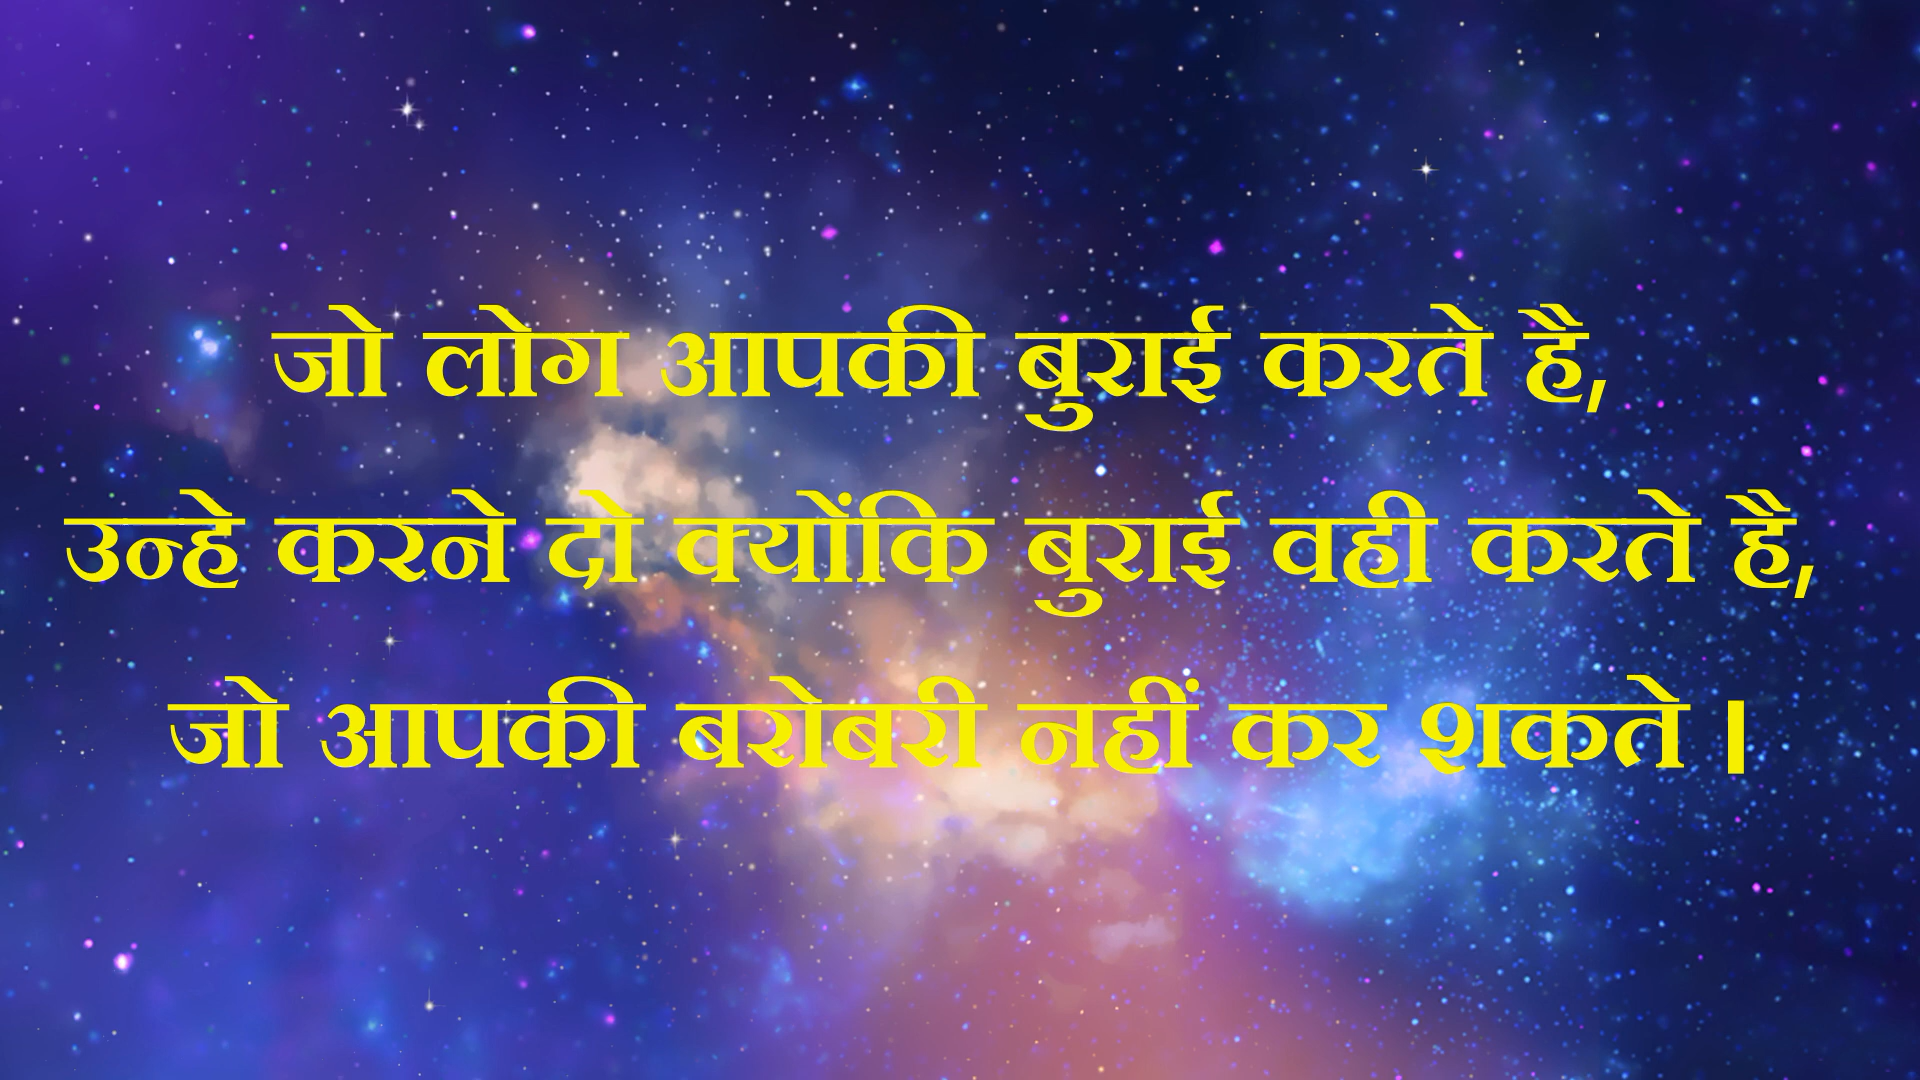 जो लोग आपकी बुराई करते है,
उन्हे करने दो क्योंकि बुराई वही करते है,
जो आपकी बरोबरी नहीं कर शकते ।